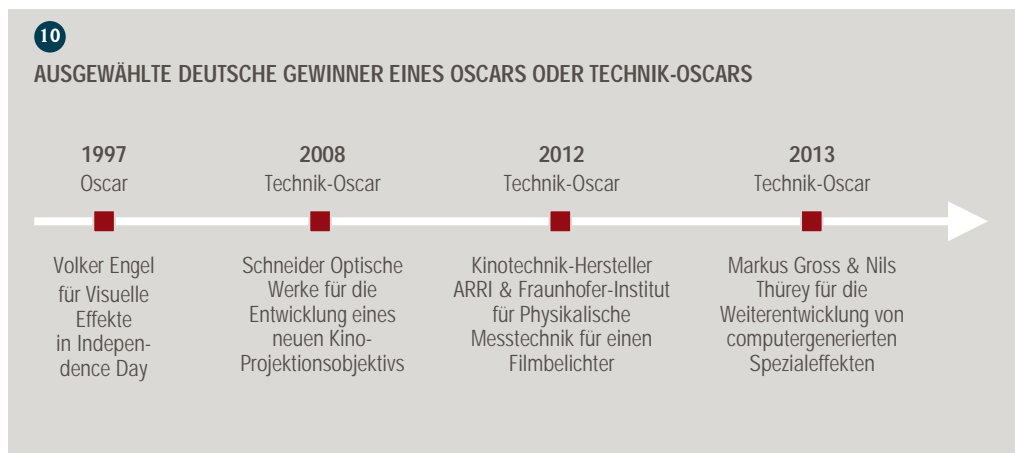 10
AUSGEWÄHLTE DEUTSCHE GEWINNER EINES OSCARS ODER TECHNIK-OSCARS
1997
Oscar
Volker Engel
für Visuelle
Effekte
in Indepen-
dence Day
2008
Technik-Oscar
Schneider Optische
Werke für die
Entwicklung eines
neuen Kino-
Projektionsobjektivs
2012
Technik-Oscar
Kinotechnik-Hersteller
ARRI & Fraunhofer-Institut
für Physikalische
Messtechnik für einen
Filmbelichter
2013
Technik-Oscar
Markus Gross & Nils
Thürey für die
Weiterentwicklung von
computergenerierten
Spezialeffekten